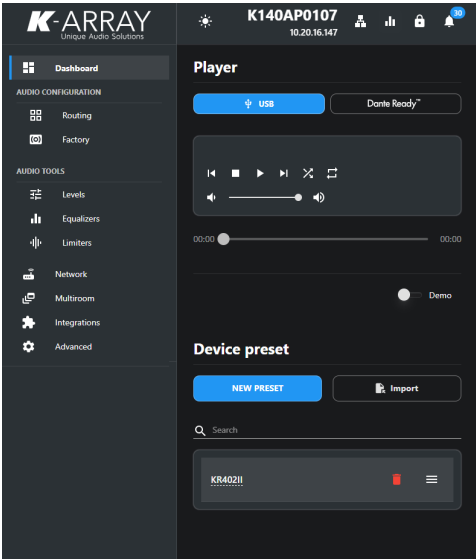 K-ARRAY
Unique Audio Solutions
K140AP0107
10.20.16.147
30
Dashboard
AUDIO CONFIGURATION
Routing
Factory
AUDIO TOOLS
Levels
Equalizers
Limiters
Network
Multiroom
Integrations
Advanced
Player
USB
Dante Ready™
00:00
00:00
Demo
Device preset
NEW PRESET
Import
Search
KR402II